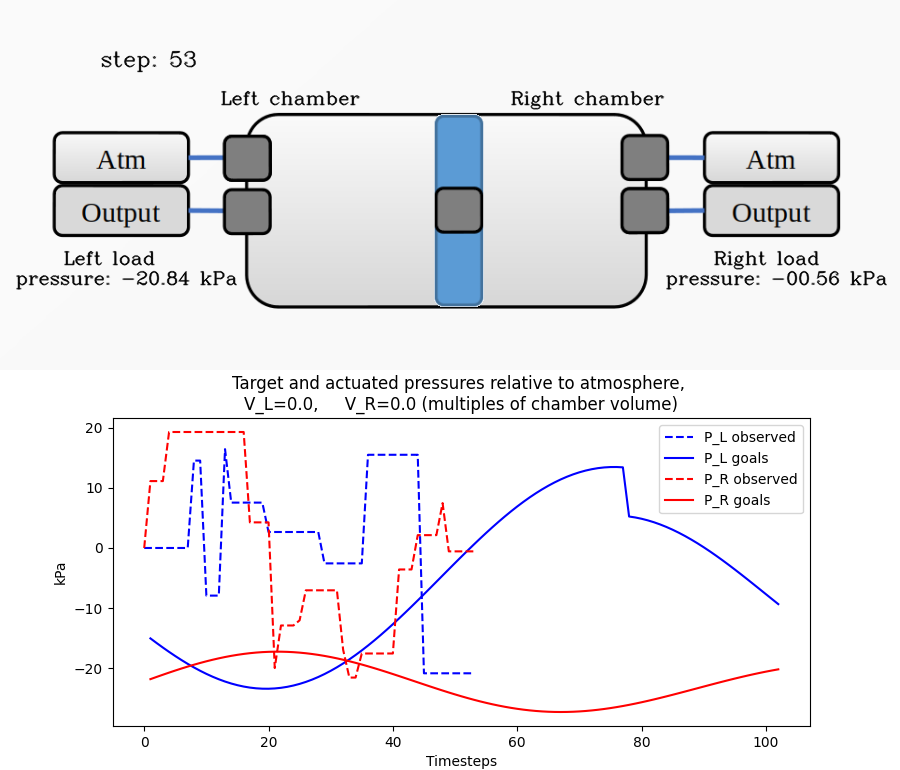 step: 53
Left chamber
Right chamber
Atm
Output
Atm
Output
Left load
pressure: −20.84 kPa
Right load
pressure: −00.56 kPa
Target and actuated pressures relative to atmosphere,
V_L=0.0,     V_R=0.0 (multiples of chamber volume)
P_L observed
P_L goals
P_R observed
P_R goals
kPa
20
10
0
−10
−20
0
20
40
60
80
100
Timesteps